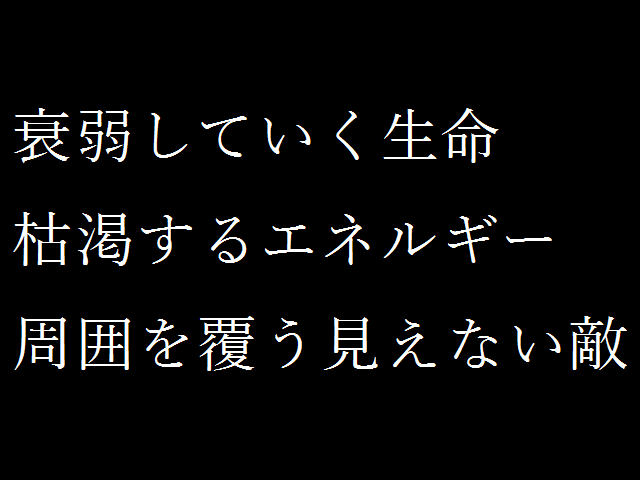 衰弱していく生命
枯渇するエネルギー
周囲を覆う見えない敵